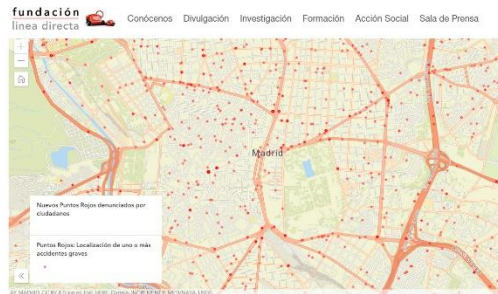 fundación
línea directa
Conócenos Divulgación Investigación Formación Acción Social Sala de Prensa
Madrid
Nuevos Puntos Rojos denunciados por
ciudadanos
Puntos Rojos: Localización de uno o más
accidentes graves